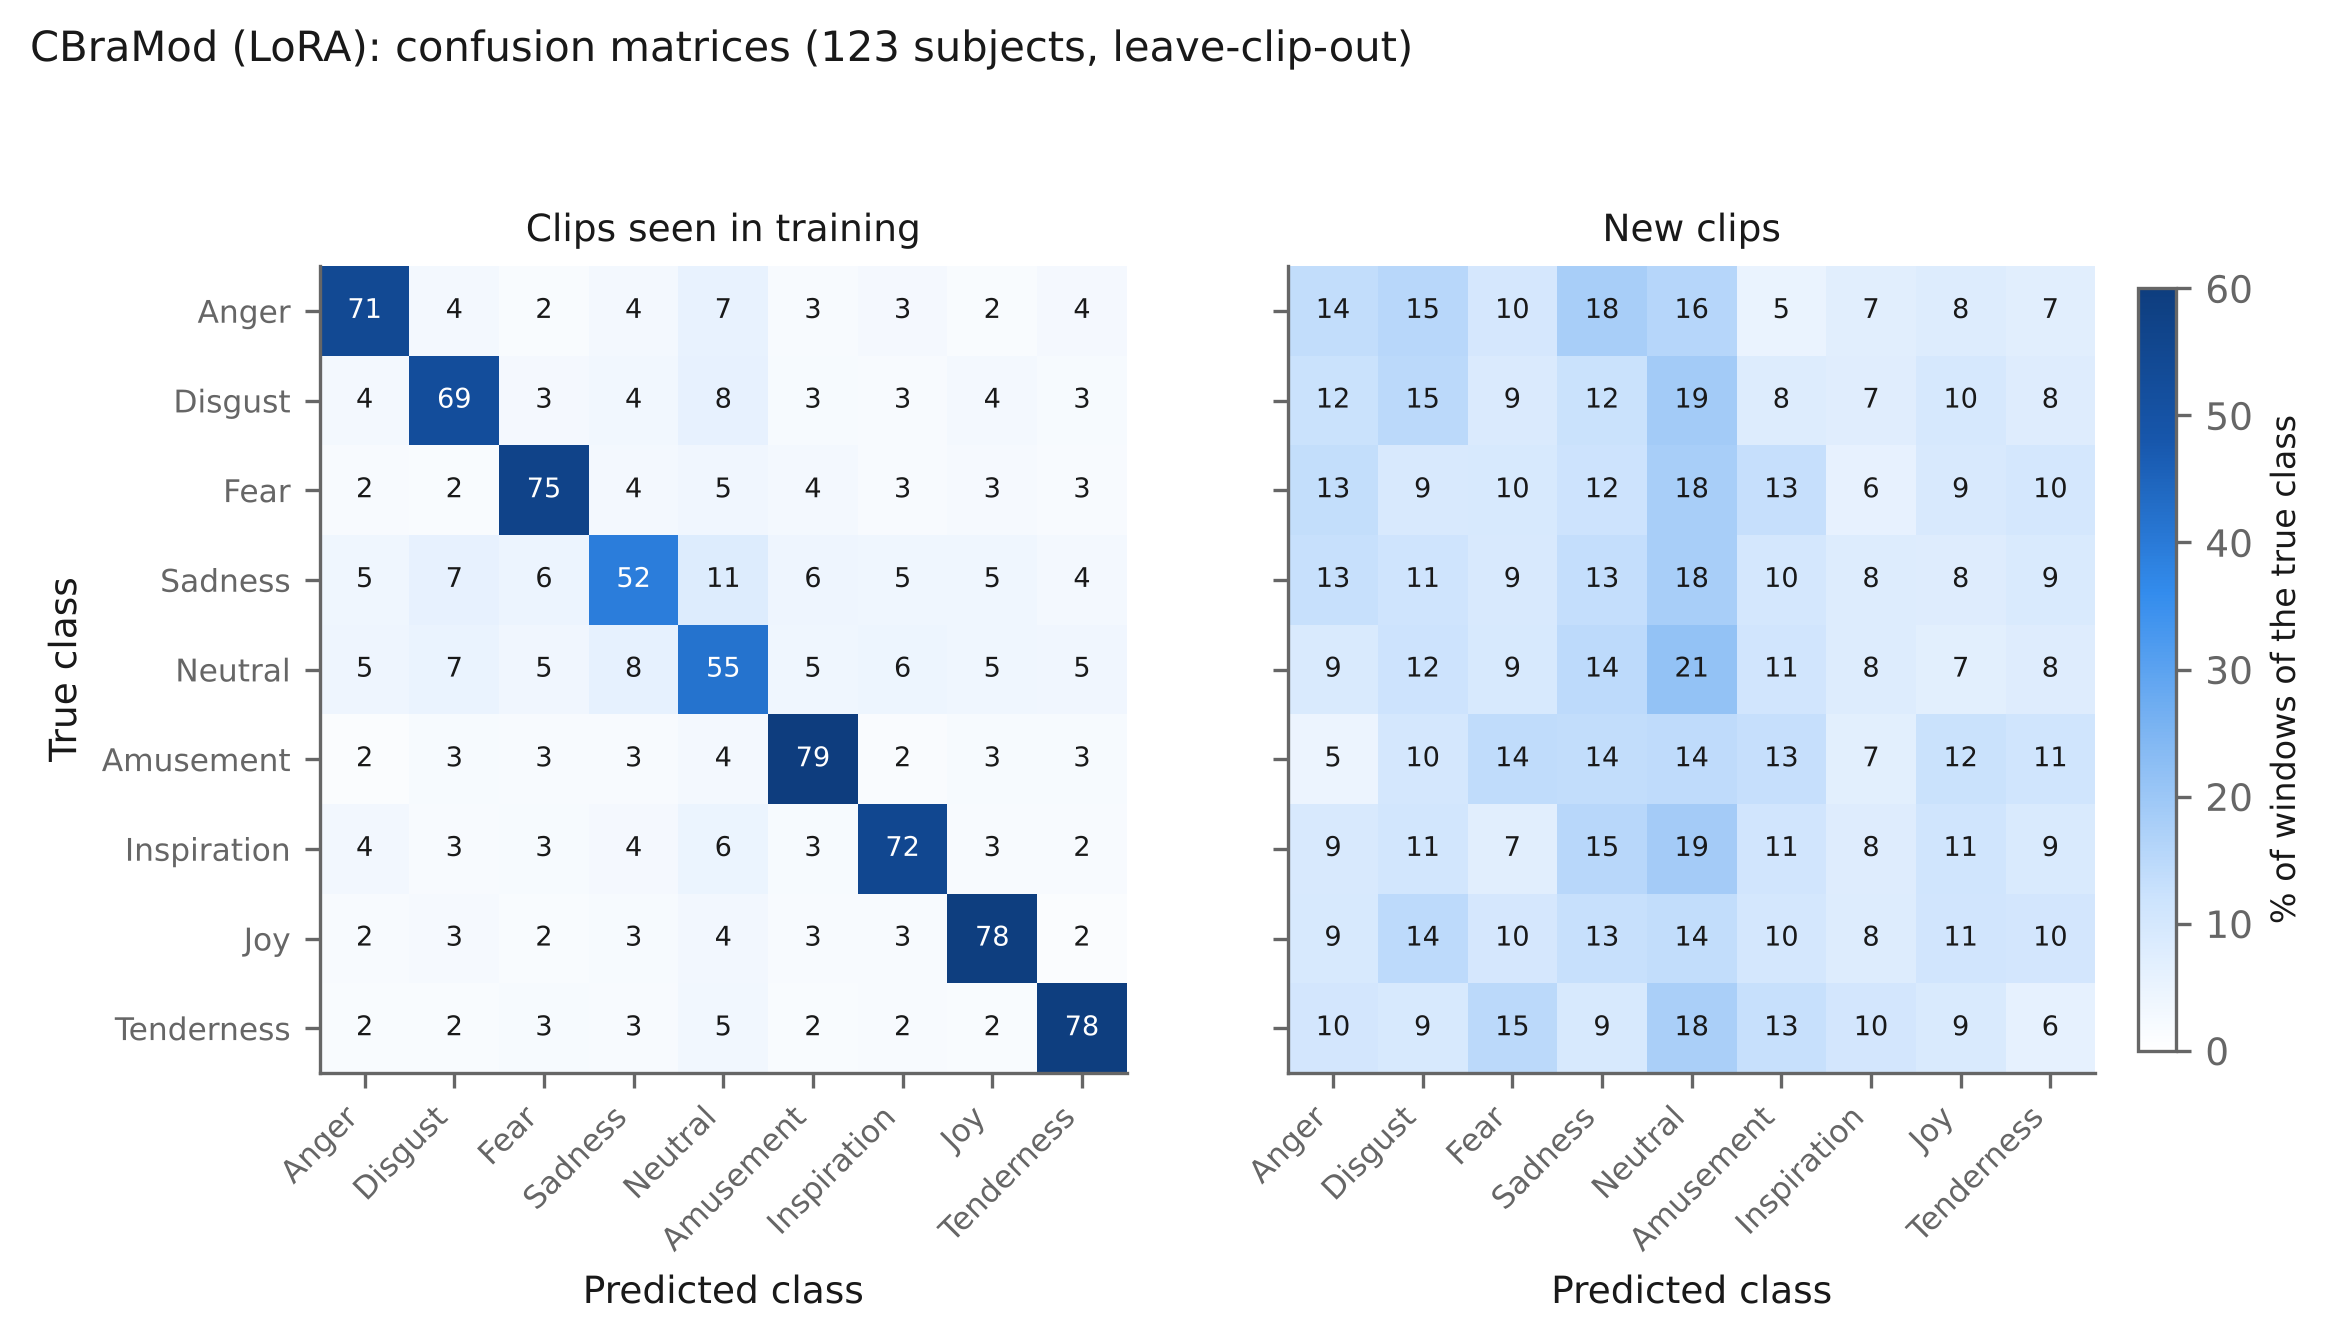 CBraMod (LoRA): confusion matrices (123 subjects, leave-clip-out)
Clips seen in training
True class
Anger 71 4 2 4 7 3 3 2 4
Disgust 4 69 3 4 8 3 3 4 3
Fear 2 2 75 4 5 4 3 3 3
Sadness 5 7 6 52 11 6 5 5 4
Neutral 5 7 5 8 55 5 6 5 5
Amusement 2 3 3 3 4 79 2 3 3
Inspiration 4 3 3 4 6 3 72 3 2
Joy 2 3 2 3 4 3 3 78 2
Tenderness 2 2 3 3 5 2 2 2 78
Anger Disgust Fear Sadness Neutral Amusement Inspiration Joy Tenderness
Predicted class
New clips
14 15 10 18 16 5 7 8 7
12 15 9 12 19 8 7 10 8
13 9 10 12 18 13 6 9 10
13 11 9 13 18 10 8 8 9
9 12 9 14 21 11 8 7 8
5 10 14 14 14 13 7 12 11
9 11 7 15 19 11 8 11 9
9 14 10 13 14 10 8 11 10
10 9 15 9 18 13 10 9 6
Anger Disgust Fear Sadness Neutral Amusement Inspiration Joy Tenderness
Predicted class
60
50
40
30
20
10
0
% of windows of the true class